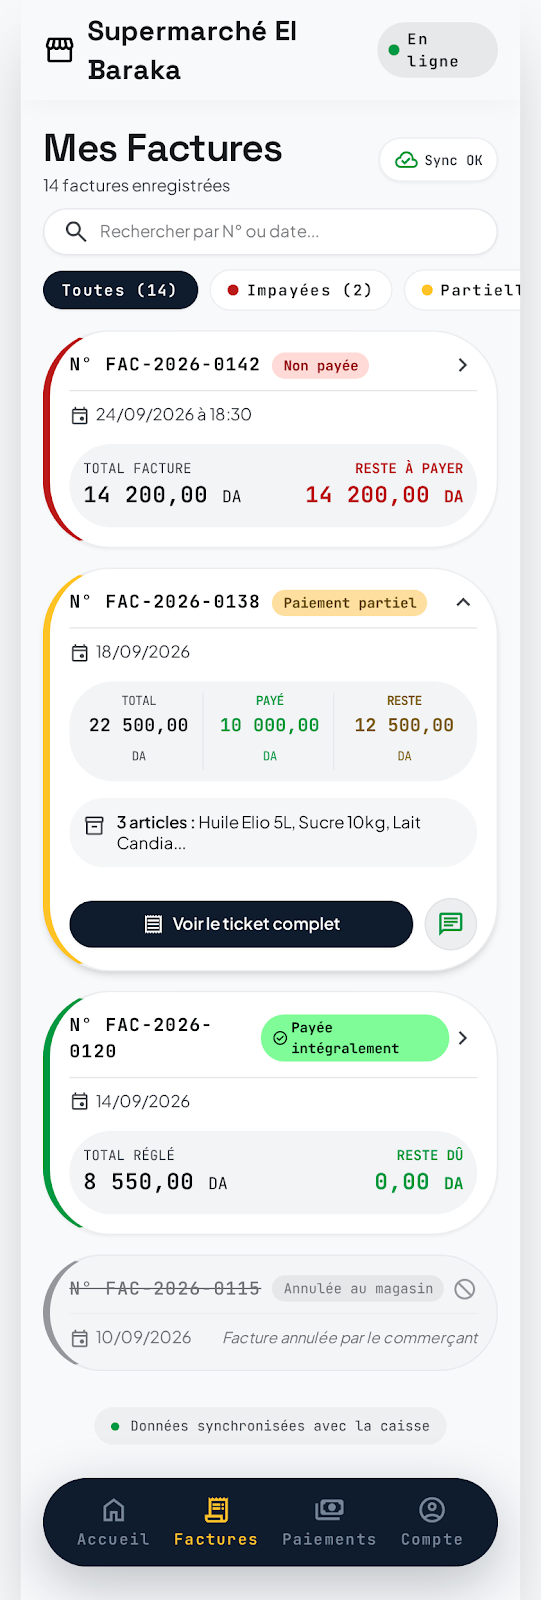 Supermarché El
Baraka
En
ligne
Mes Factures
14 factures enregistrées
Sync OK
Rechercher par N° ou date...
Toutes (14)
Impayées (2)
Partiell
N° FAC-2026-0142
Non payée
24/09/2026 à 18:30
TOTAL FACTURE
RESTE À PAYER
14 200,00 DA
14 200,00 DA
N° FAC-2026-0138
Paiement partiel
18/09/2026
TOTAL
PAYÉ
RESTE
22 500,00
10 000,00
12 500,00
DA
DA
DA
3 articles : Huile Elio 5L, Sucre 10kg, Lait
Candia...
Voir le ticket complet
N° FAC-2026-
0120
Payée
intégralement
14/09/2026
TOTAL RÉGLÉ
RESTE DÛ
8 550,00 DA
0,00 DA
N° FAC-2026-0115
Annulée au magasin
10/09/2026
Facture annulée par le commerçant
Données synchronisées avec la caisse
Accueil
Factures
Paiements
Compte